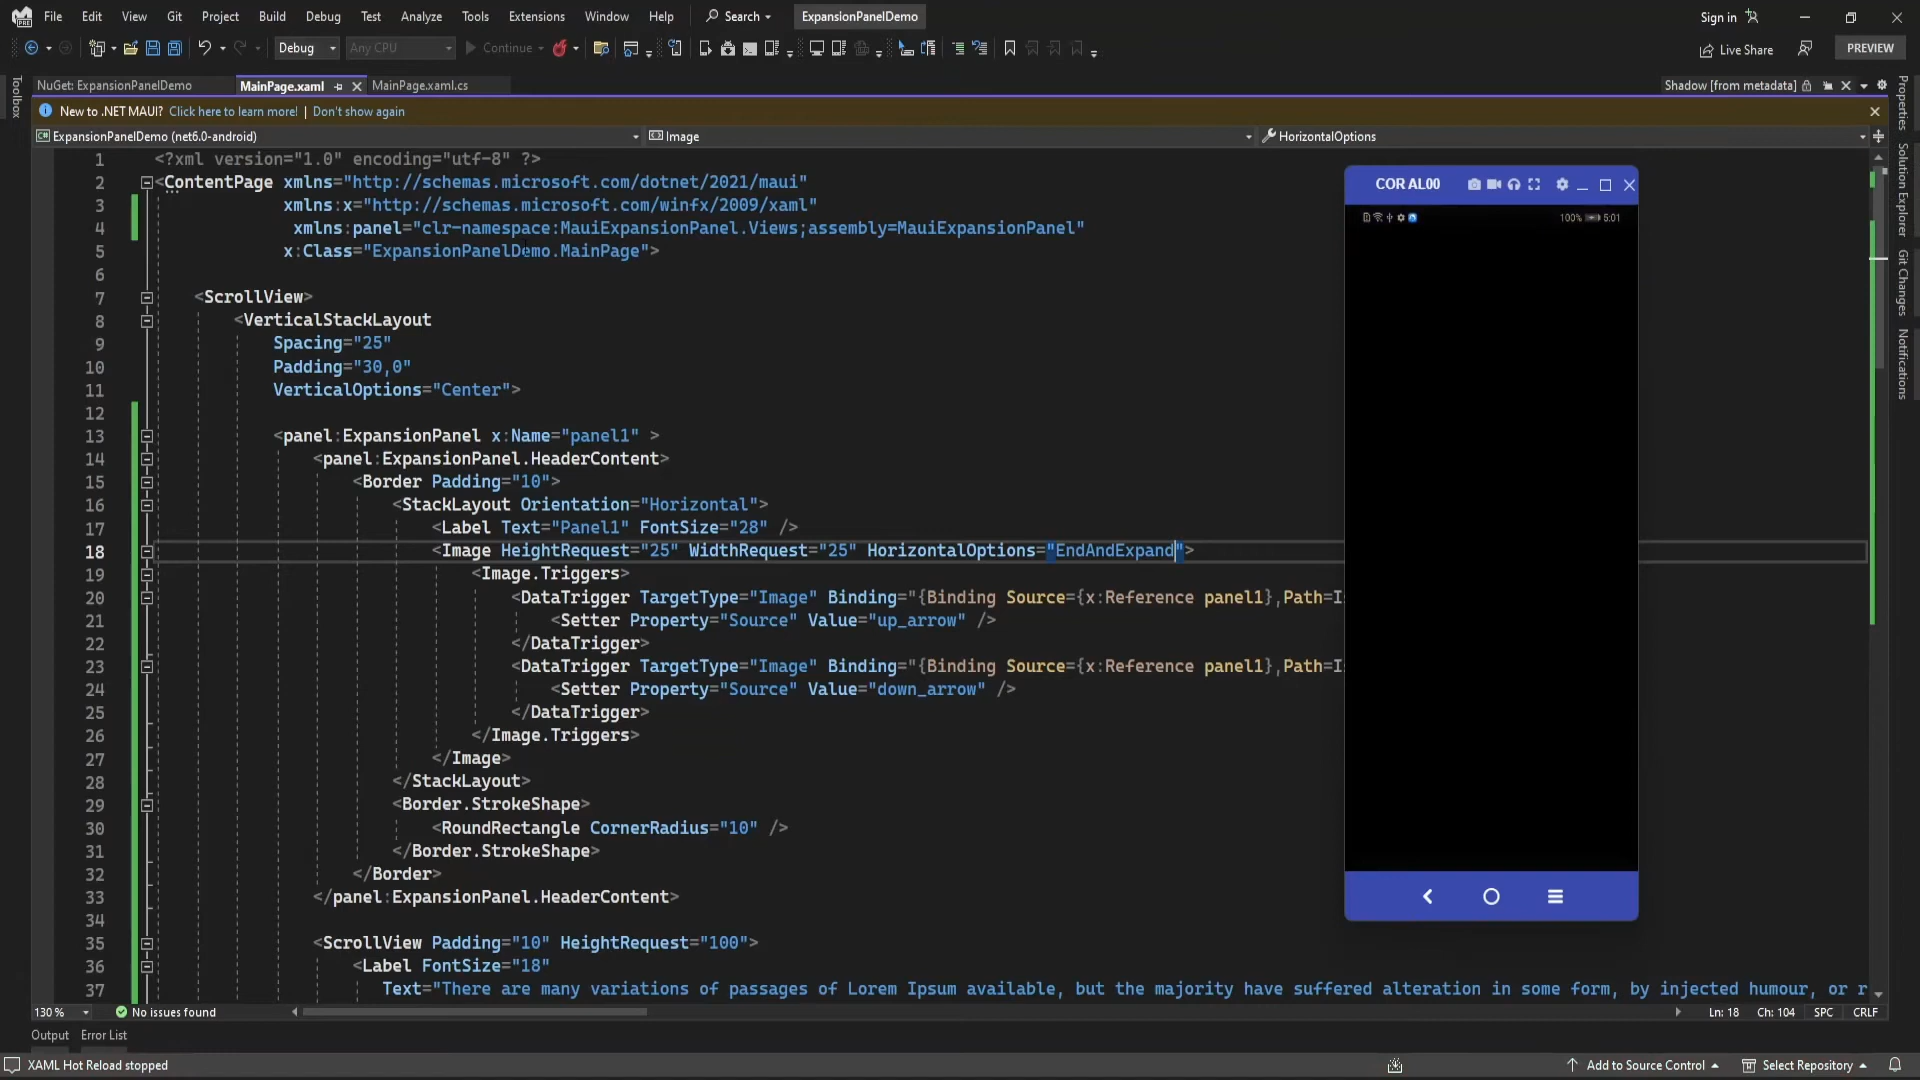 File Edit View Git Project Build Debug Test Analyze Tools Extensions Window Help Search ExpansionPanelDemo Sign in
Debug Any CPU Continue Live Share PREVIEW
NuGet: ExpansionPanelDemo MainPage.xaml MainPage.xaml.cs Shadow [from metadata]
New to .NET MAUI? Click here to learn more! Don't show again
ExpansionPanelDemo (net6.0-android) Image HorizontalOptions
Toolbox
Properties
Solution Explorer
Git Changes
Notifications
1 <?xml version="1.0" encoding="utf-8" ?>
2 <ContentPage xmlns="http://schemas.microsoft.com/dotnet/2021/maui"
3 xmlns:x="http://schemas.microsoft.com/winfx/2009/xaml"
4 xmlns:panel="clr-namespace:MauiExpansionPanel.Views;assembly=MauiExpansionPanel"
5 x:Class="ExpansionPanelDemo.MainPage">
6
7 <ScrollView>
8 <VerticalStackLayout
9 Spacing="25"
10 Padding="30,0"
11 VerticalOptions="Center">
12
13 <panel:ExpansionPanel x:Name="panel1" >
14 <panel:ExpansionPanel.HeaderContent>
15 <Border Padding="10">
16 <StackLayout Orientation="Horizontal">
17 <Label Text="Panel1" FontSize="28" />
18 <Image HeightRequest="25" WidthRequest="25" HorizontalOptions="EndAndExpand">
19 <Image.Triggers>
20 <DataTrigger TargetType="Image" Binding="{Binding Source={x:Reference panel1},Path=I
21 <Setter Property="Source" Value="up_arrow" />
22 </DataTrigger>
23 <DataTrigger TargetType="Image" Binding="{Binding Source={x:Reference panel1},Path=I
24 <Setter Property="Source" Value="down_arrow" />
25 </DataTrigger>
26 </Image.Triggers>
27 </Image>
28 </StackLayout>
29 <Border.StrokeShape>
30 <RoundRectangle CornerRadius="10" />
31 </Border.StrokeShape>
32 </Border>
33 </panel:ExpansionPanel.HeaderContent>
34
35 <ScrollView Padding="10" HeightRequest="100">
36 <Label FontSize="18"
37 Text="There are many variations of passages of Lorem Ipsum available, but the majority have suffered alteration in some form, by injected humour, or r
COR AL00
100% 5:01
130 % No issues found Ln: 18 Ch: 104 SPC CRLF
Output Error List
XAML Hot Reload stopped Add to Source Control Select Repository